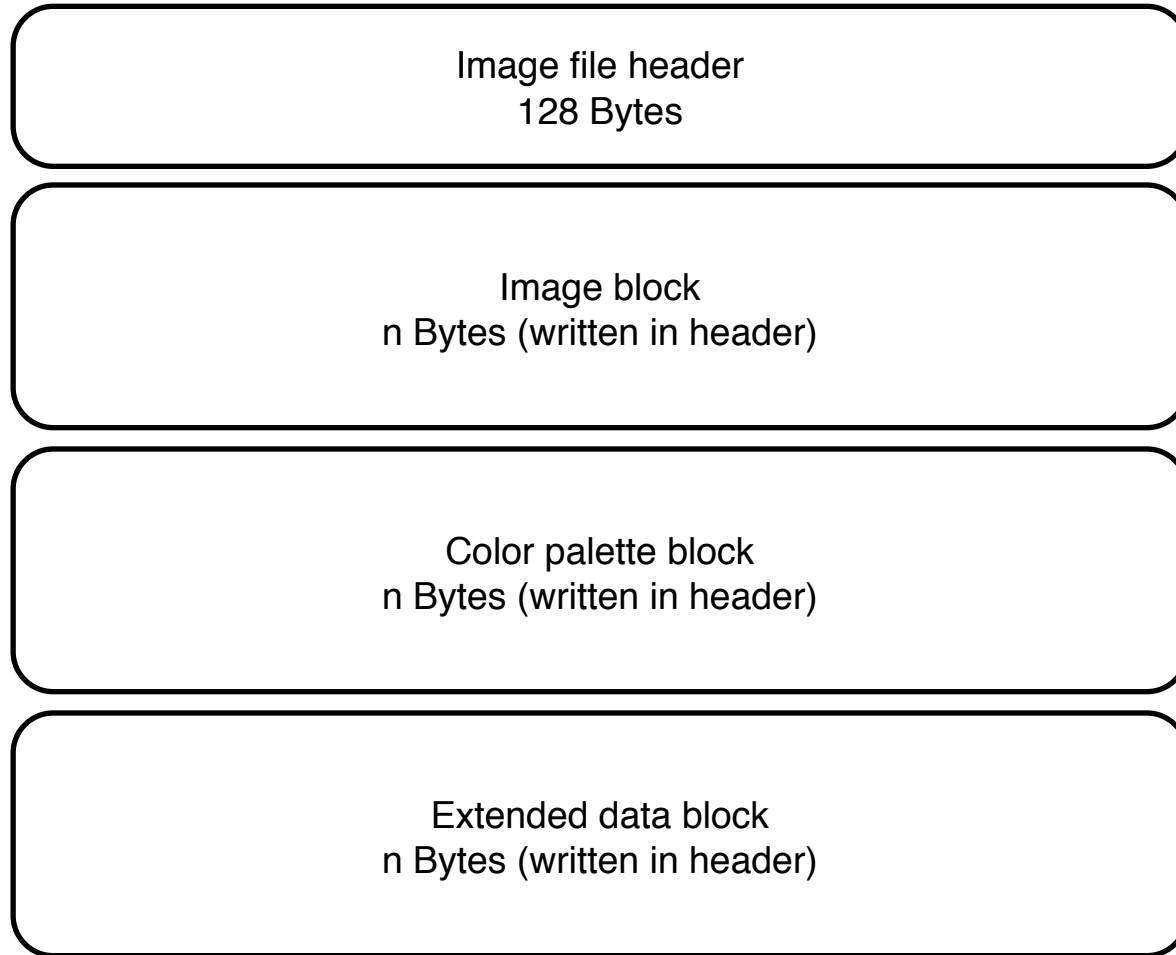 Image file header
128 Bytes
Image block
n Bytes (written in header)
Color palette block
n Bytes (written in header)
Extended data block
n Bytes (written in header)